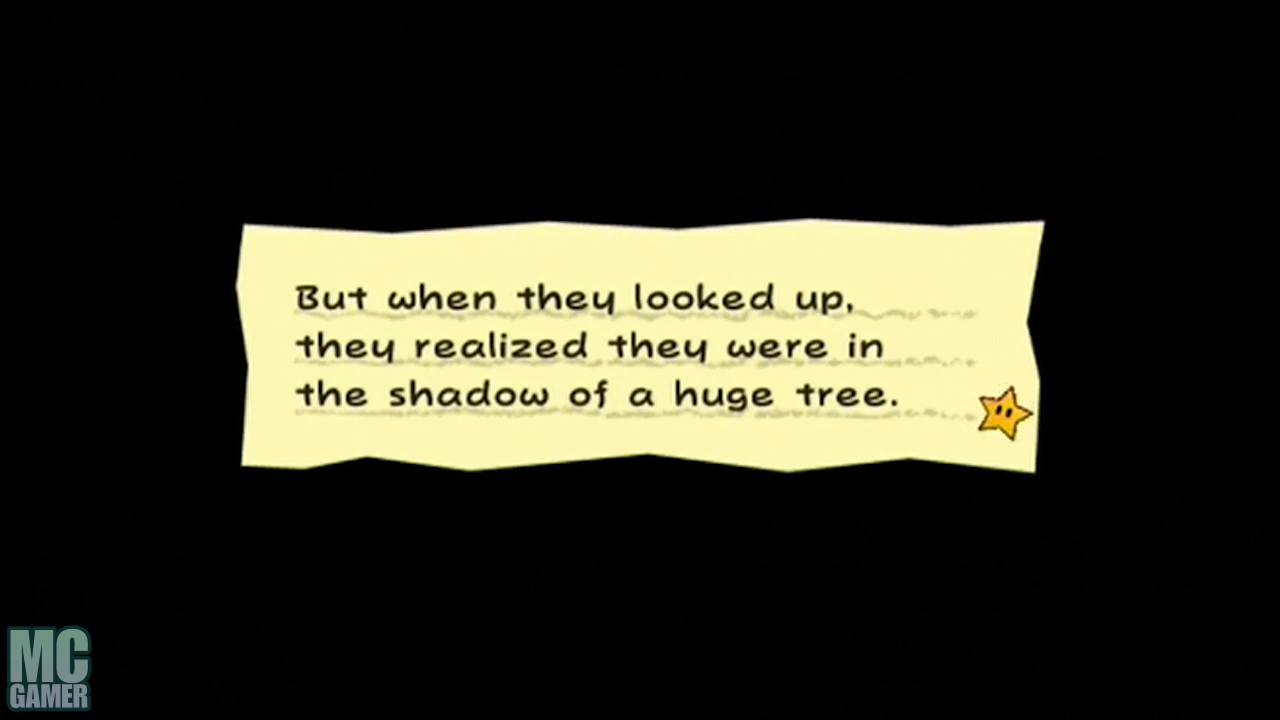 But when they looked up,
they realized they were in
the shadow of a huge tree.
MC
GAMER